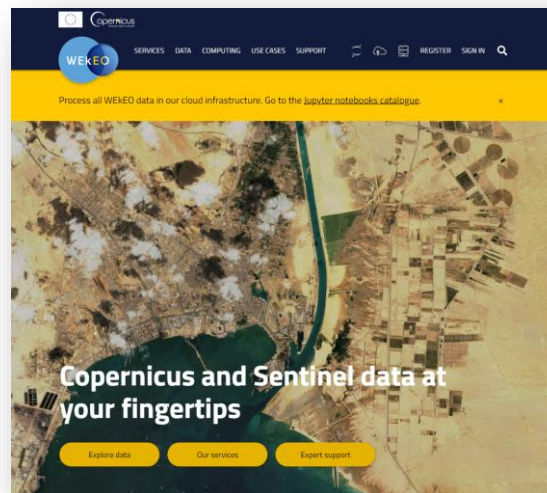 Copernicus
WEkEO
SERVICES DATA COMPUTING USE CASES SUPPORT REGISTER SIGN IN
Process all WEkEO data in our cloud infrastructure. Go to the Jupyter notebooks catalogue. ×
Copernicus and Sentinel data at
your fingertips
Explore data Our services Expert support